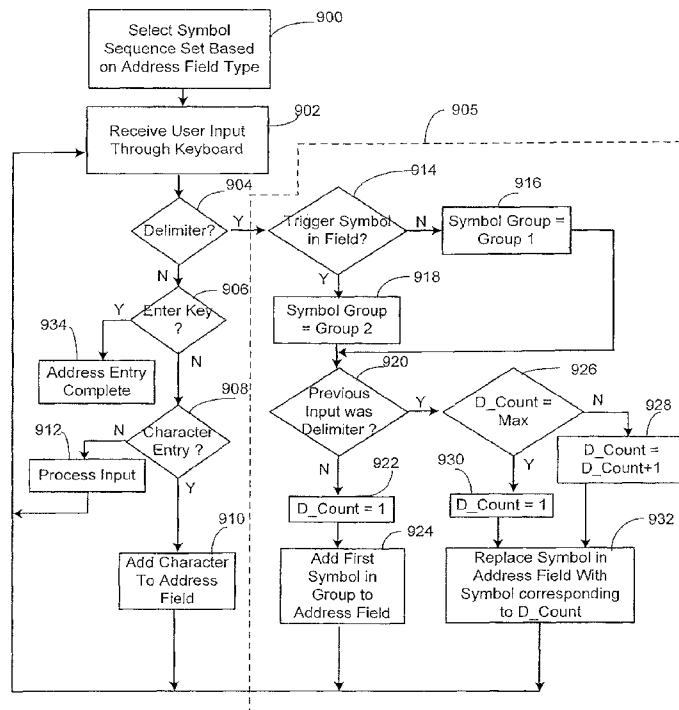 900
Select Symbol
Sequence Set Based
on Address Field Type
902
Receive User Input
Through Keyboard
905
904
Delimiter?
Y
N
914
Trigger Symbol
in Field?
N
Y
916
Symbol Group =
Group 1
906
Enter Key
?
Y
N
918
Symbol Group
= Group 2
934
Address Entry
Complete
920
Previous
Input was
Delimiter ?
Y
N
926
D_Count =
Max
N
Y
928
D_Count =
D_Count+1
908
Character
Entry ?
N
Y
912
Process Input
922
D_Count = 1
930
D_Count = 1
910
Add Character
To Address
Field
924
Add First
Symbol in
Group to
Address Field
932
Replace Symbol in
Address Field With
Symbol corresponding
to D_Count